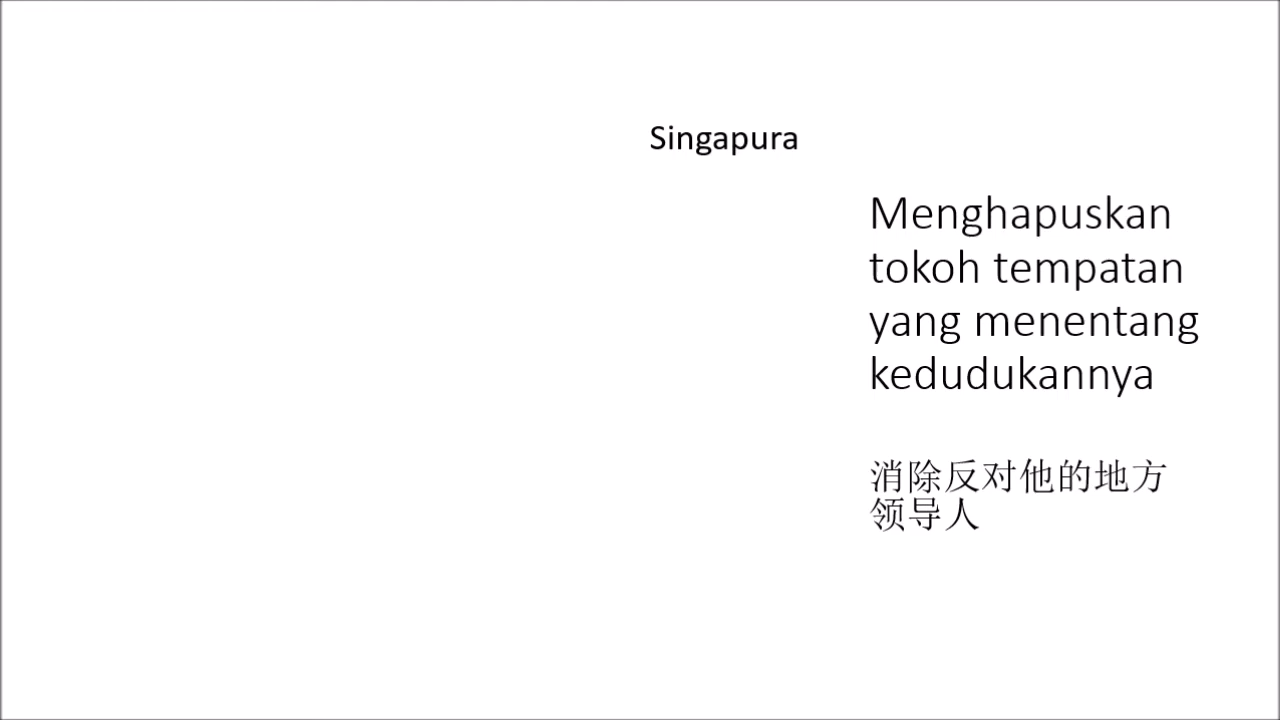 Singapura
Menghapuskan
tokoh tempatan
yang menentang
kedudukannya
消除反对他的地方
领导人